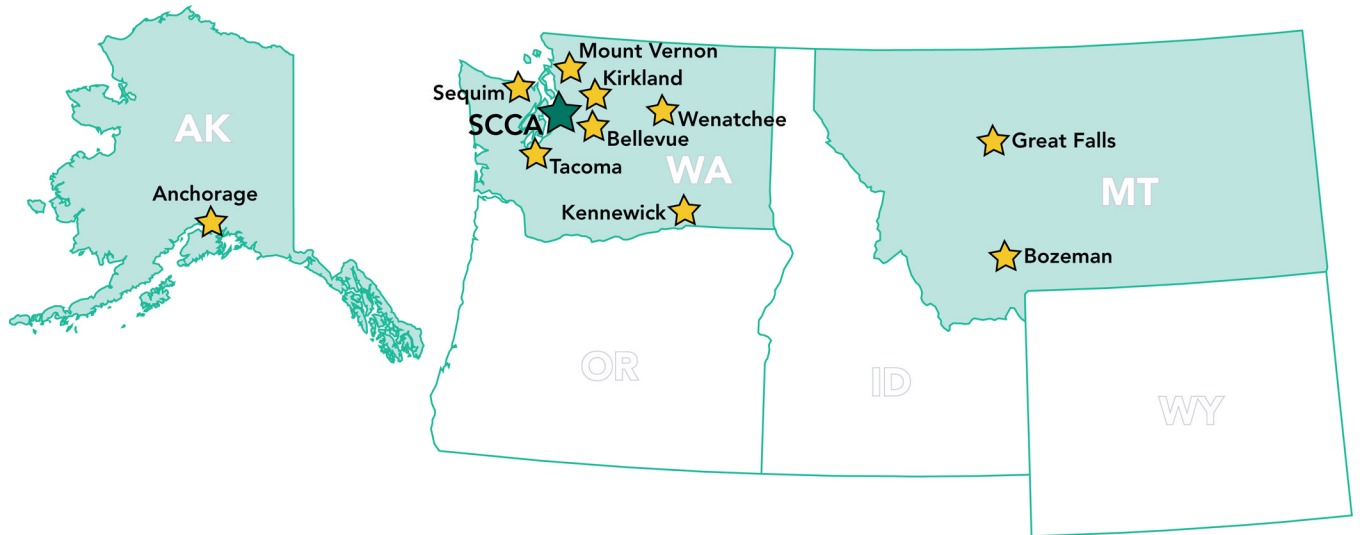 AK
Anchorage
Mount Vernon
Kirkland
Sequim
SCCA
Wenatchee
Bellevue
Tacoma
WA
Kennewick
Great Falls
MT
Bozeman
OR
ID
WY